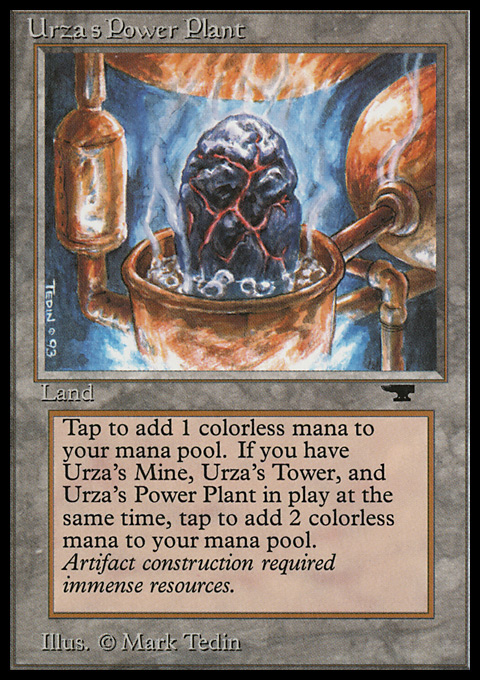 Urza's Power Plant
TEDIN © 93
Land
Tap to add 1 colorless mana to
your mana pool. If you have
Urza's Mine, Urza's Tower, and
Urza's Power Plant in play at the
same time, tap to add 2 colorless
mana to your mana pool.
Artifact construction required
immense resources.
Illus. © Mark Tedin